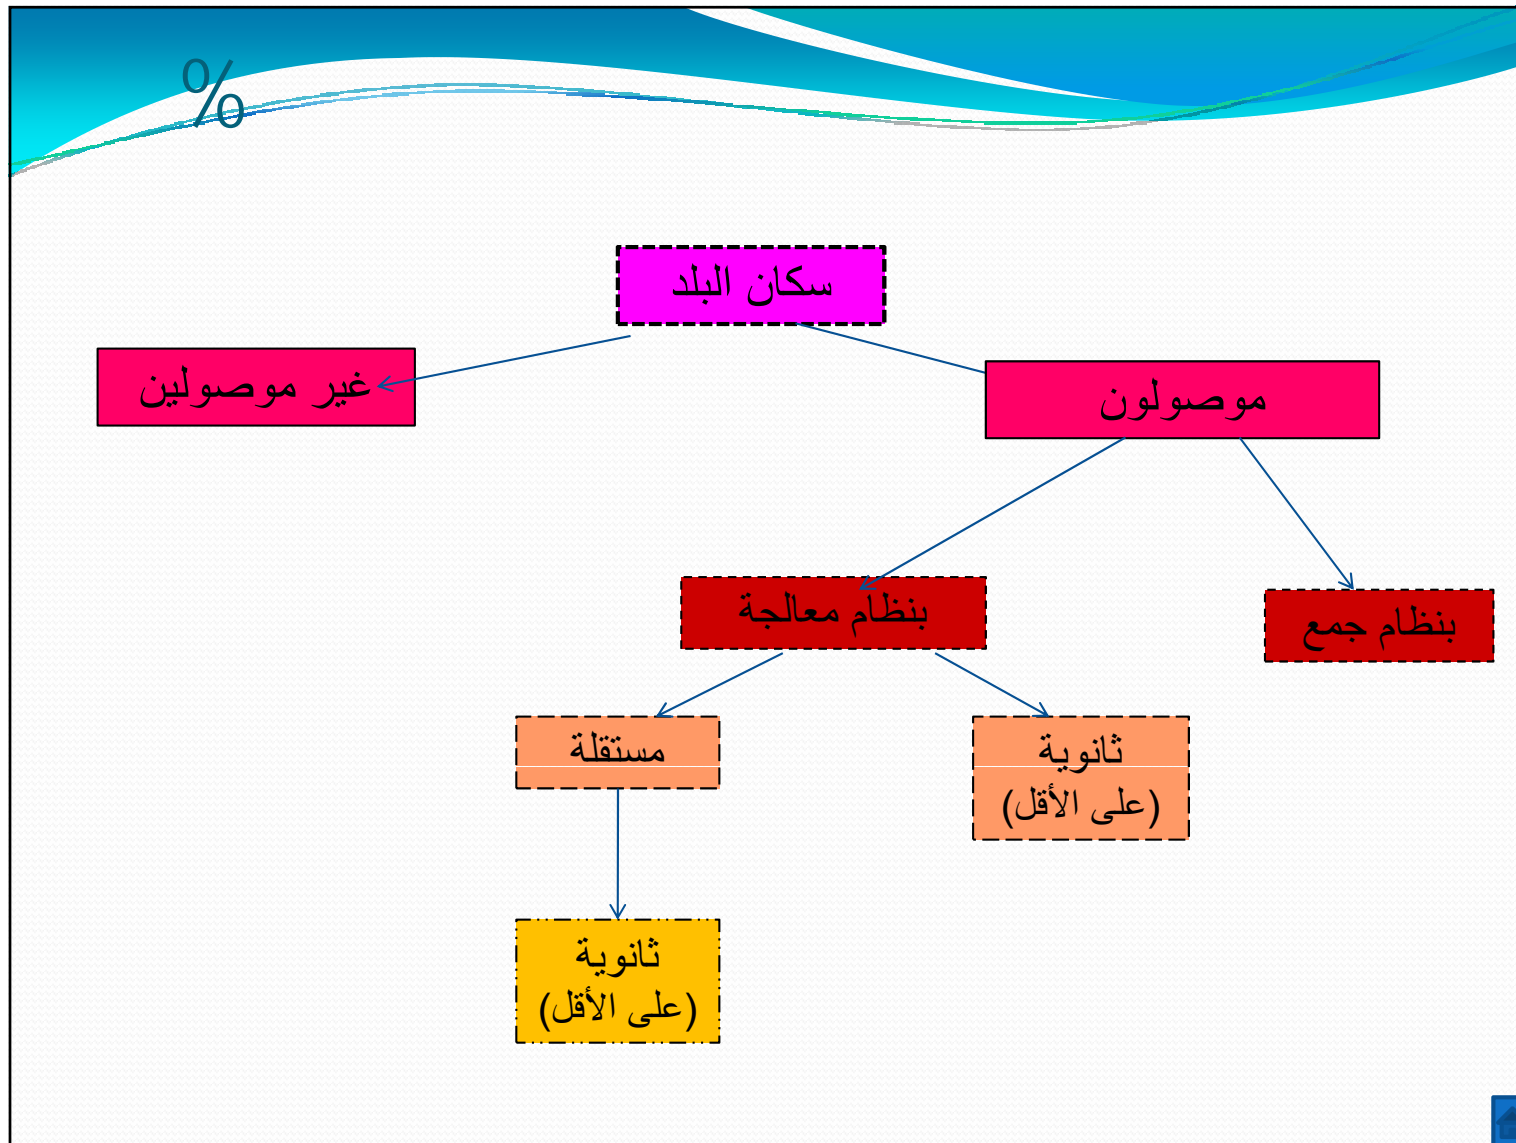 %
سكان البلد
موصولون
غير موصولين
بنظام جمع
بنظام معالجة
ثانوية
(على الأقل)
مستقلة
ثانوية
(على الأقل)